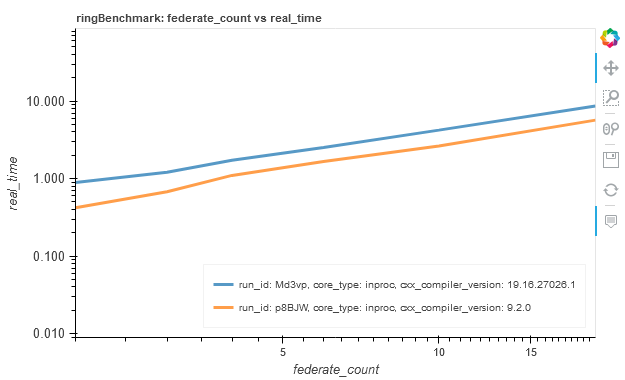 ringBenchmark: federate_count vs real_time
10.000
1.000
0.100
0.010
real_time
run_id: Md3vp, core_type: inproc, cxx_compiler_version: 19.16.27026.1
run_id: p8BJW, core_type: inproc, cxx_compiler_version: 9.2.0
5
10
15
federate_count